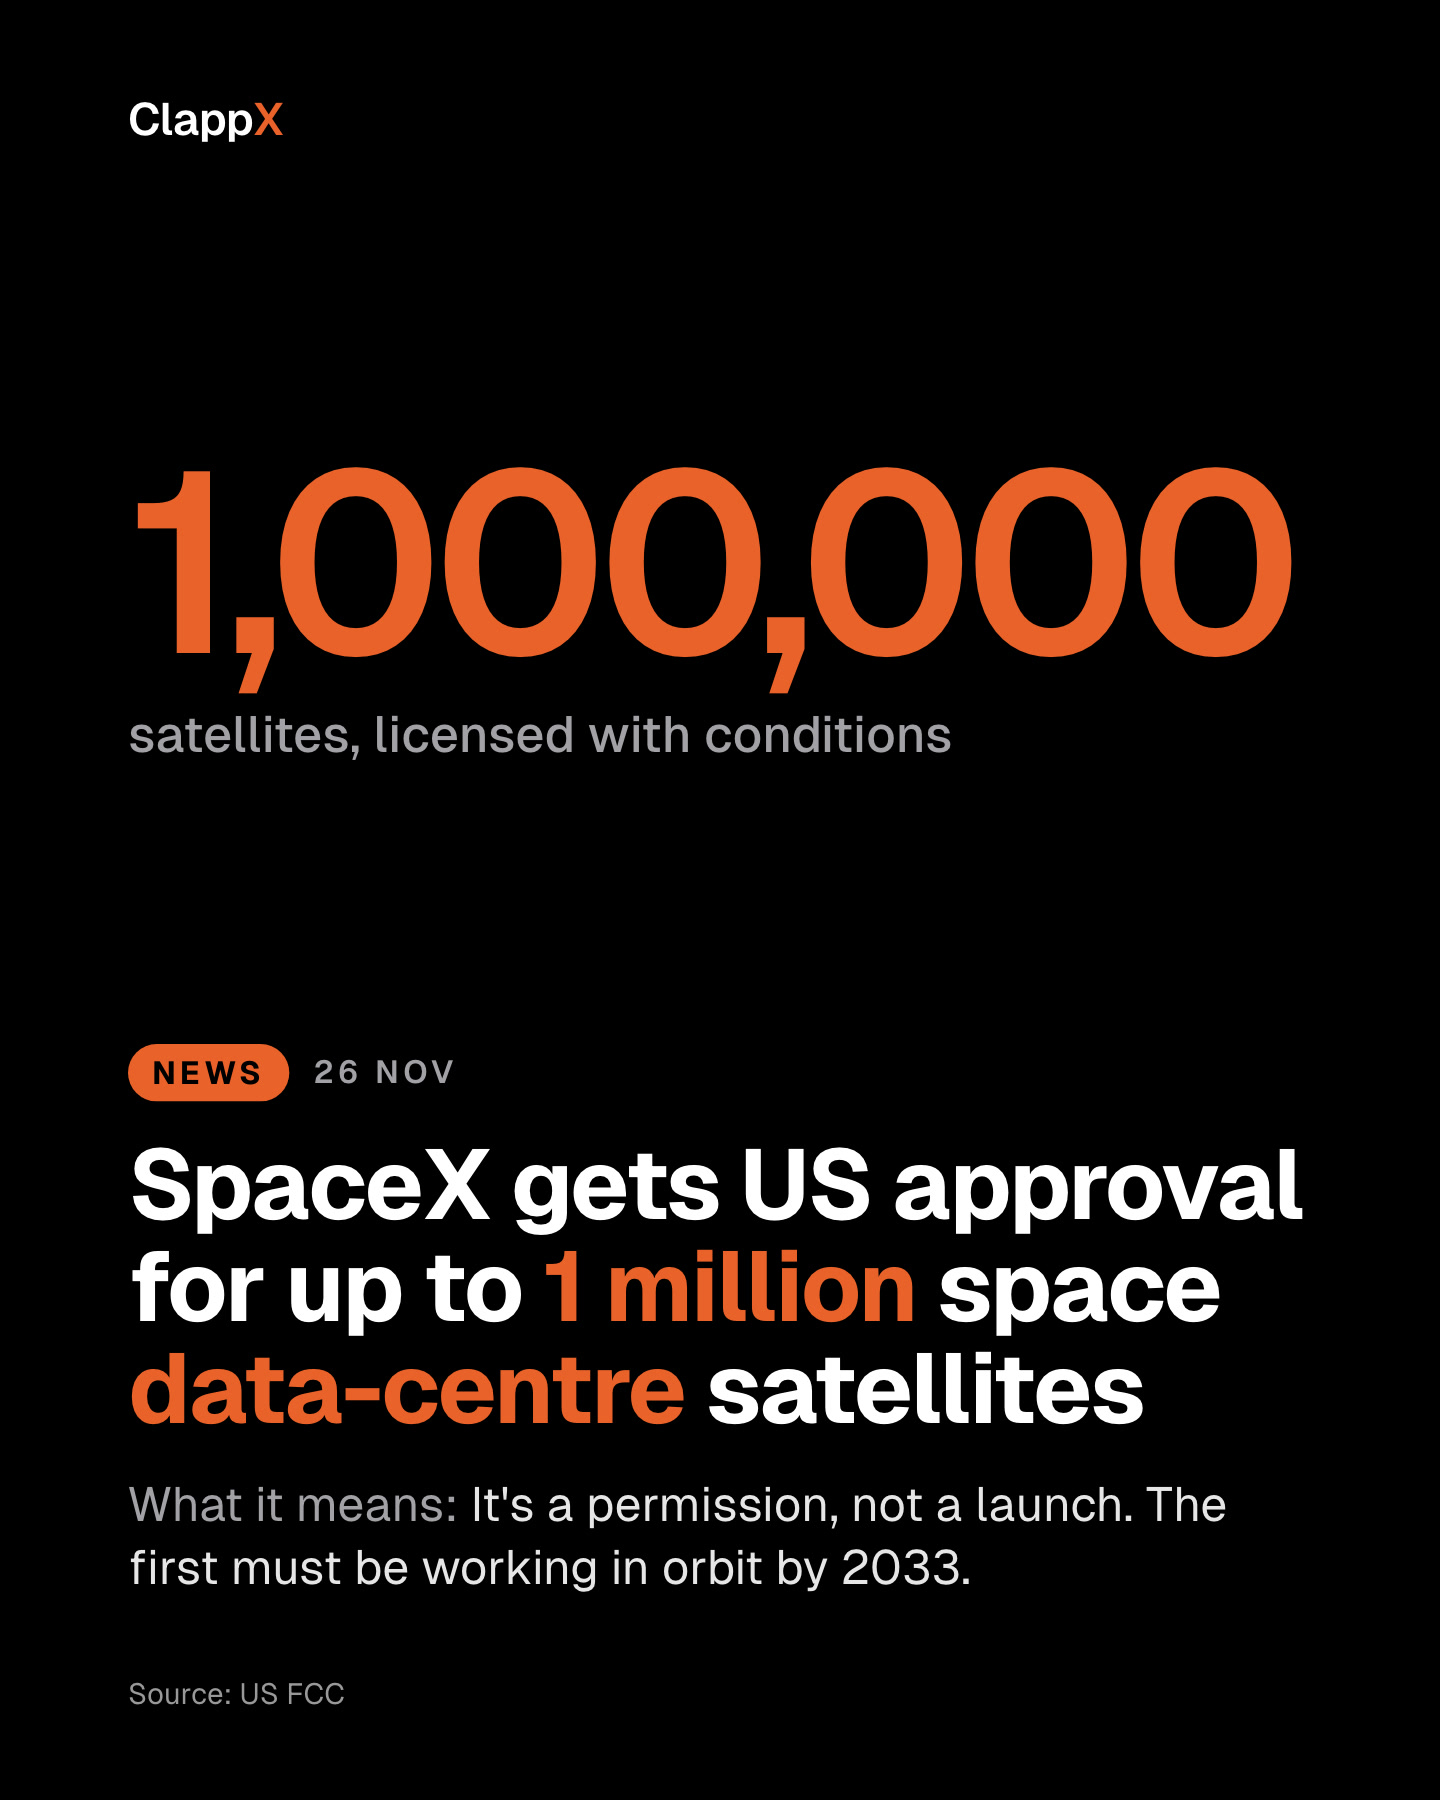 ClappX
1,000,000
satellites, licensed with conditions
NEWS 26 NOV
SpaceX gets US approval
for up to 1 million space
data-centre satellites
What it means: It's a permission, not a launch. The
first must be working in orbit by 2033.
Source: US FCC